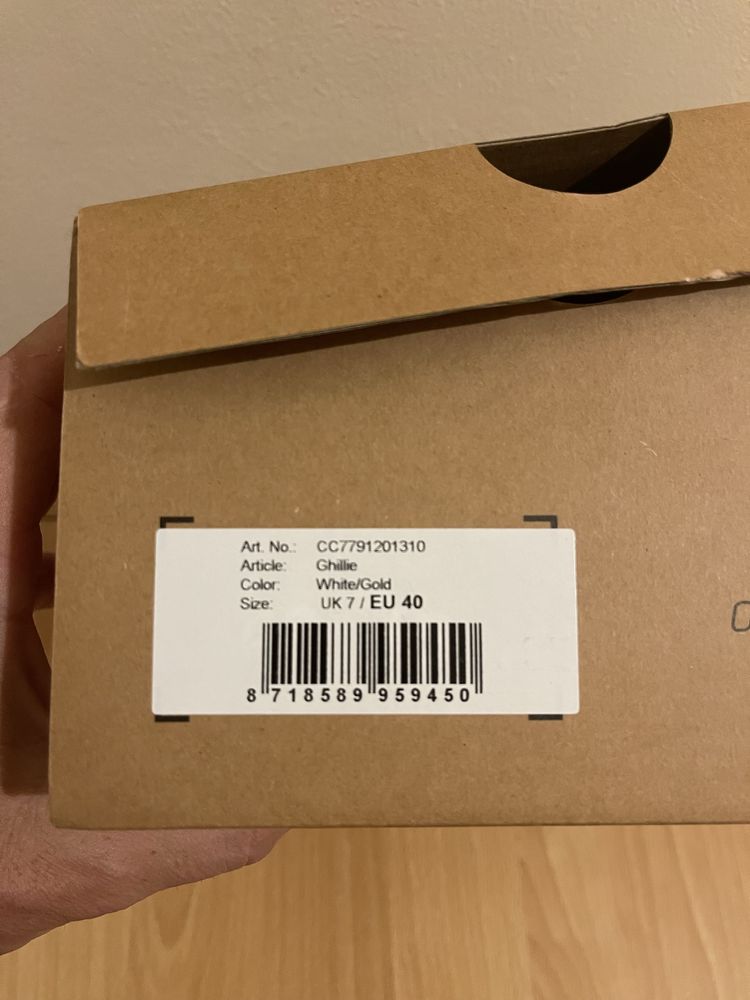 Art. No.: CC7791201310
Article: Ghillie
Color: White/Gold
Size: UK 7 / EU 40
8 718589 959450